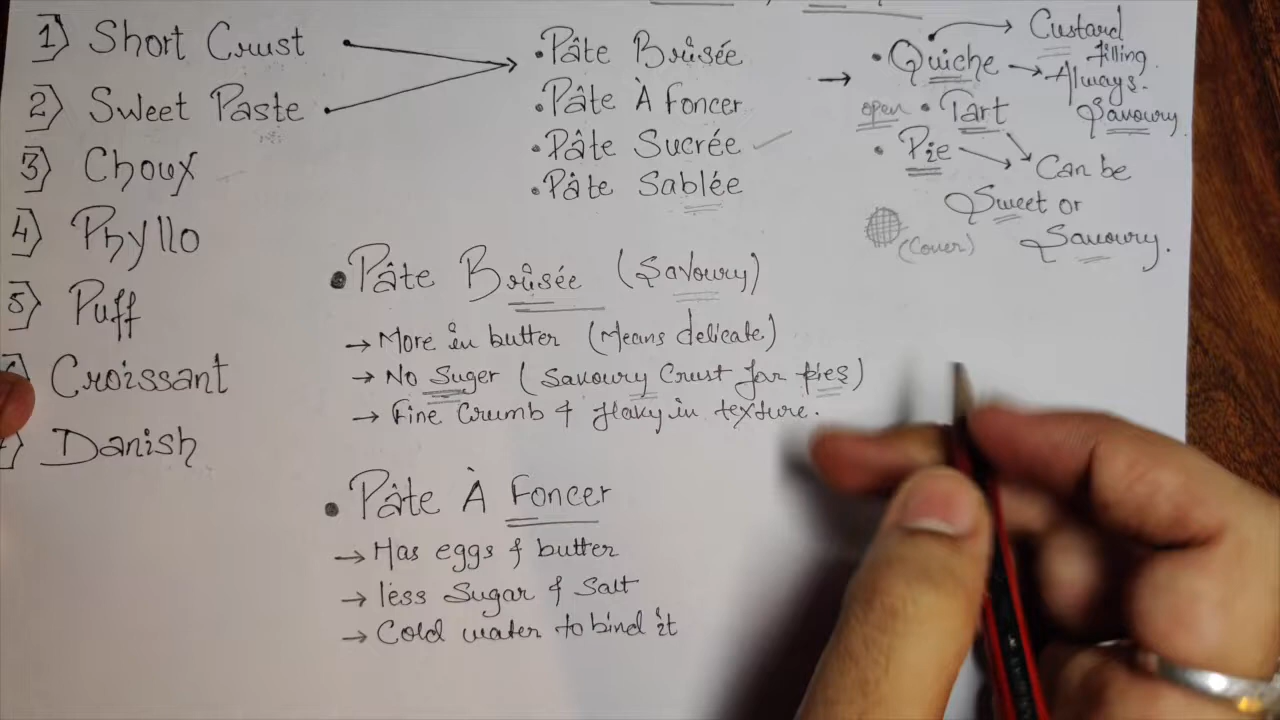 1) Short Crust
2) Sweet Paste
3) Choux
4) Phyllo
5) Puff
Croissant
Danish
• Pâte Brûsée
• Pâte À Foncer
• Pâte Sucrée
• Pâte Sablée
→ • Quiche → Custard filling
→ Always Savoury
open • Tart
• Pie → Can be
Sweet or
Savoury.
(Cover)
• Pâte Brûsée (Savoury)
→ More in butter (Means delicate)
→ No Suger (Savoury Crust for pies)
→ Fine Crumb & flaky in texture.
• Pâte À Foncer
→ Has eggs & butter
→ less Sugar & Salt
→ Cold water to bind it